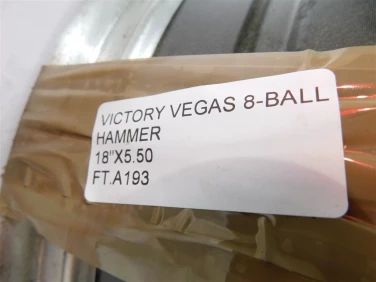 VICTORY VEGAS 8-BALL
HAMMER
18"X5.50
FT.A193